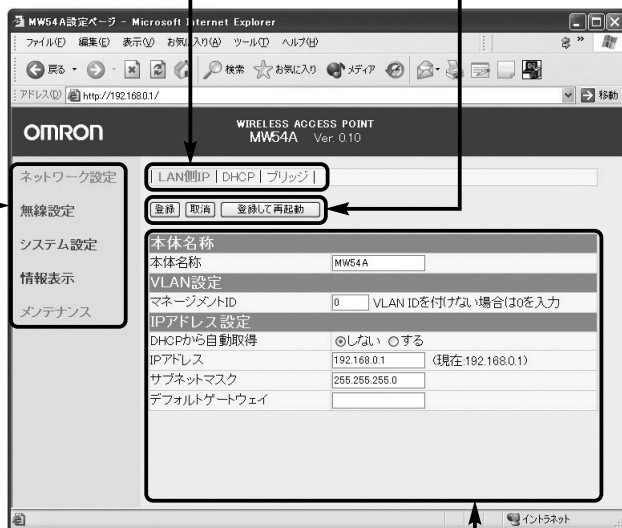 MW54A設定ページ - Microsoft Internet Explorer
ファイル(F) 編集(E) 表示(V) お気に入り(A) ツール(T) ヘルプ(H)
戻る 検索 お気に入り メディア
アドレス(D) http://192.168.0.1/ 移動
OMRON
WIRELESS ACCESS POINT
MW54A Ver. 0.10
ネットワーク設定
無線設定
システム設定
情報表示
メンテナンス
| LAN側IP | DHCP | ブリッジ |
登録 取消 登録して再起動
本体名称
本体名称 MW54A
VLAN設定
マネージメントID 0 VLAN IDを付けない場合は0を入力
IPアドレス設定
DHCPから自動取得 しない する
IPアドレス 192.168.0.1 (現在:192.168.0.1)
サブネットマスク 255.255.255.0
デフォルトゲートウェイ
イントラネット